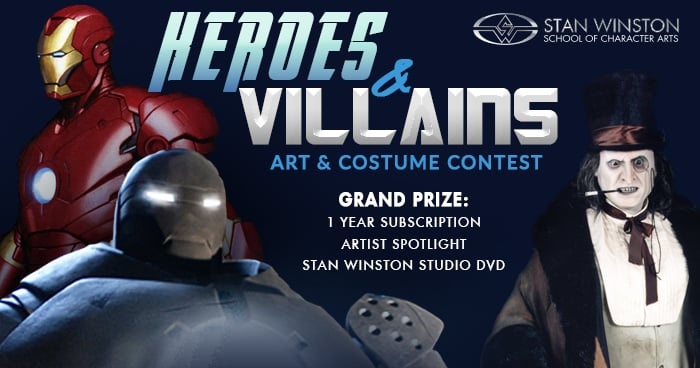 HEROES
&
VILLAINS
ART & COSTUME CONTEST
GRAND PRIZE:
1 YEAR SUBSCRIPTION
ARTIST SPOTLIGHT
STAN WINSTON STUDIO DVD
STAN WINSTON
SCHOOL OF CHARACTER ARTS